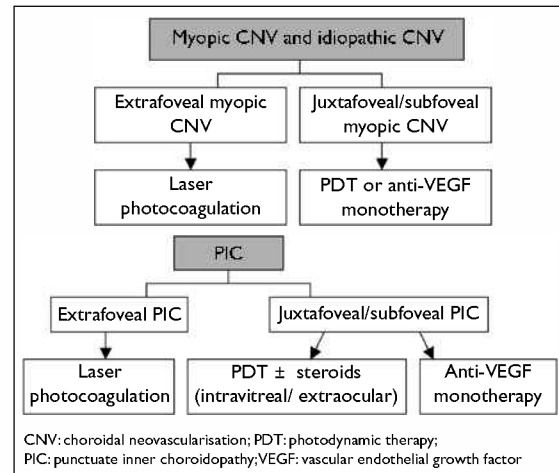 Myopic CNV and idiopathic CNV
Extrafoveal myopic
CNV
Juxtafoveal/subfoveal
myopic CNV
Laser
photocoagulation
PDT or anti-VEGF
monotherapy
PIC
Extrafoveal PIC
Juxtafoveal/subfoveal PIC
Laser
photocoagulation
PDT ± steroids
(intravitreal/ extraocular)
Anti-VEGF
monotherapy
CNV: choroidal neovascularisation; PDT: photodynamic therapy;
PIC: punctuate inner choroidopathy; VEGF: vascular endothelial growth factor